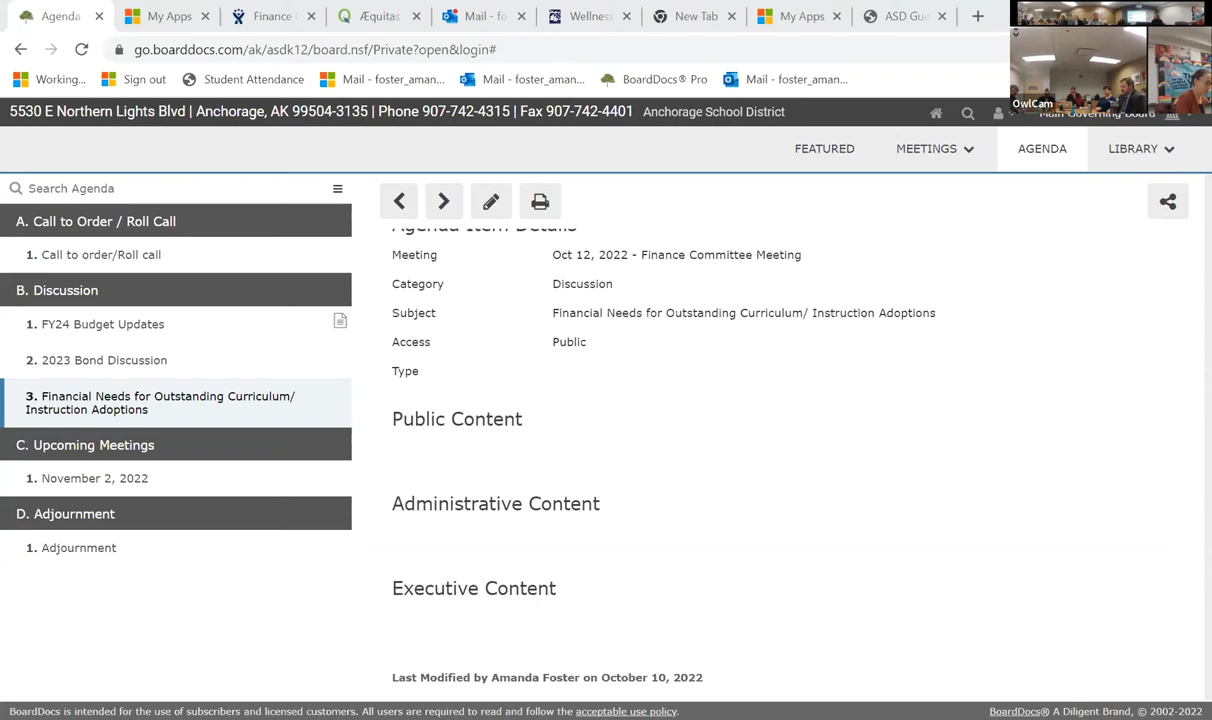 Agenda
My Apps
Finance
Æquitas
Mail - fo
Wellness
New Tab
My Apps
ASD Gu
go.boarddocs.com/ak/asdk12/board.nsf/Private?open&login#
Working...
Sign out
Student Attendance
Mail - foster_aman...
Mail - foster_aman...
BoardDocs® Pro
Mail - foster_aman...
OwlCam
5530 E Northern Lights Blvd | Anchorage, AK 99504-3135 | Phone 907-742-4315 | Fax 907-742-4401 Anchorage School District
Main Governing Board
FEATURED MEETINGS AGENDA LIBRARY
Search Agenda
A. Call to Order / Roll Call
1. Call to order/Roll call
B. Discussion
1. FY24 Budget Updates
2. 2023 Bond Discussion
3. Financial Needs for Outstanding Curriculum/
Instruction Adoptions
C. Upcoming Meetings
1. November 2, 2022
D. Adjournment
1. Adjournment
Agenda Item Details
Meeting Oct 12, 2022 - Finance Committee Meeting
Category Discussion
Subject Financial Needs for Outstanding Curriculum/ Instruction Adoptions
Access Public
Type
Public Content
Administrative Content
Executive Content
Last Modified by Amanda Foster on October 10, 2022
BoardDocs is intended for the use of subscribers and licensed customers. All users are required to read and follow the acceptable use policy.
BoardDocs® A Diligent Brand, © 2002-2022